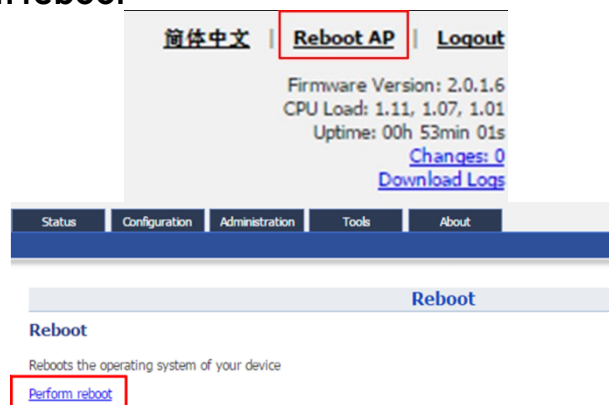 reboot
简体中文 | Reboot AP | Logout
Firmware Version: 2.0.1.6
CPU Load: 1.11, 1.07, 1.01
Uptime: 00h 53min 01s
Changes: 0
Download Logs
Status Configuration Administration Tools About
Reboot
Reboot
Reboots the operating system of your device
Perform reboot